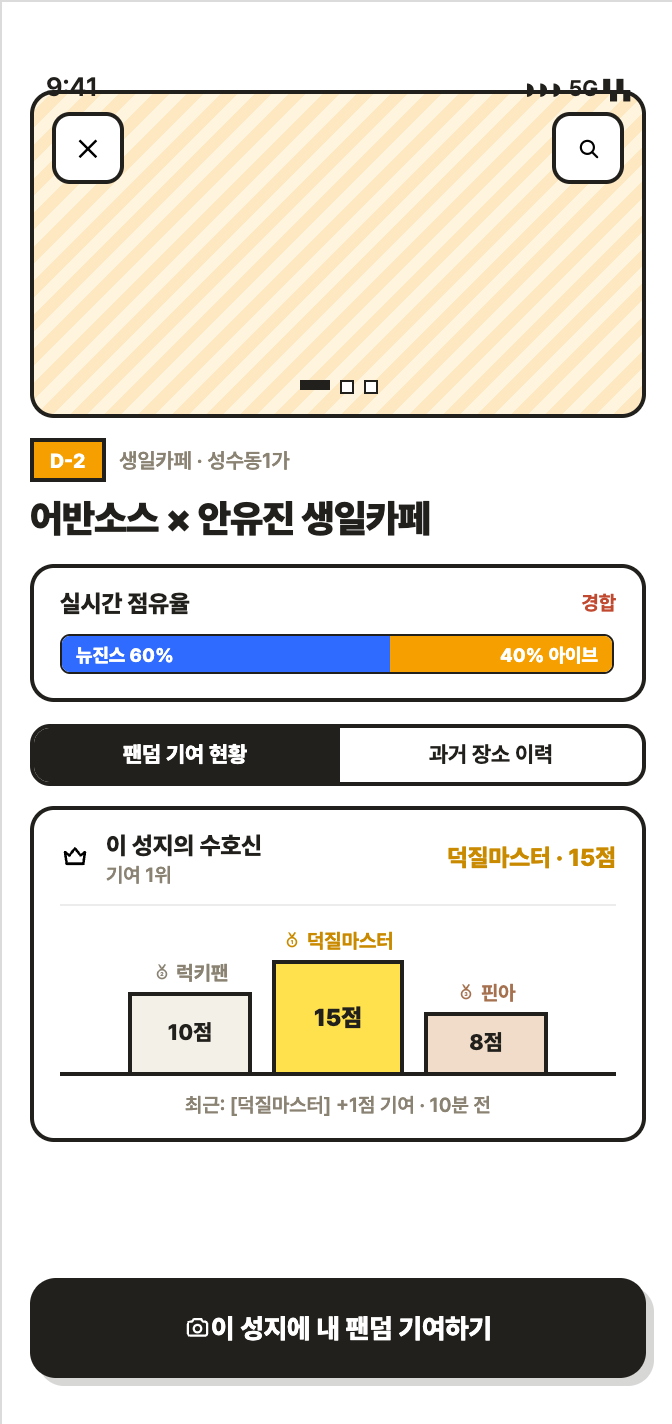 9:41
5G
D-2 생일카페 · 성수동1가
어반소스 × 안유진 생일카페
실시간 점유율 경합
뉴진스 60% 40% 아이브
팬덤 기여 현황 과거 장소 이력
이 성지의 수호신
기여 1위
덕질마스터 · 15점
덕질마스터
럭키팬
핀아
15점
10점
8점
최근: [덕질마스터] +1점 기여 · 10분 전
이 성지에 내 팬덤 기여하기